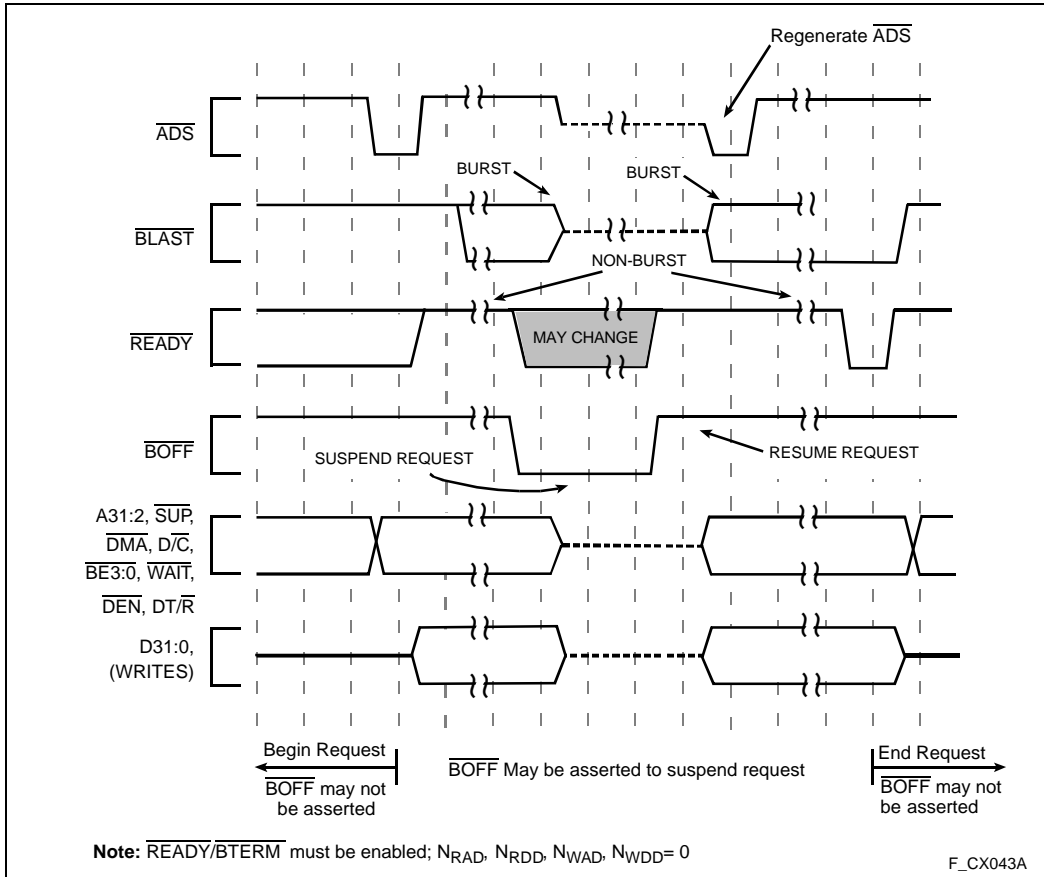 Regenerate ADS
ADS
BURST
BURST
BLAST
NON-BURST
READY
MAY CHANGE
BOFF
SUSPEND REQUEST
RESUME REQUEST
A31:2, SUP,
DMA, D/C,
BE3:0, WAIT,
DEN, DT/R
D31:0,
(WRITES)
Begin Request
BOFF may not
be asserted
BOFF May be asserted to suspend request
End Request
BOFF may not
be asserted
Note: READY/BTERM must be enabled; NRAD, NRDD, NWAD, NWDD= 0
F_CX043A